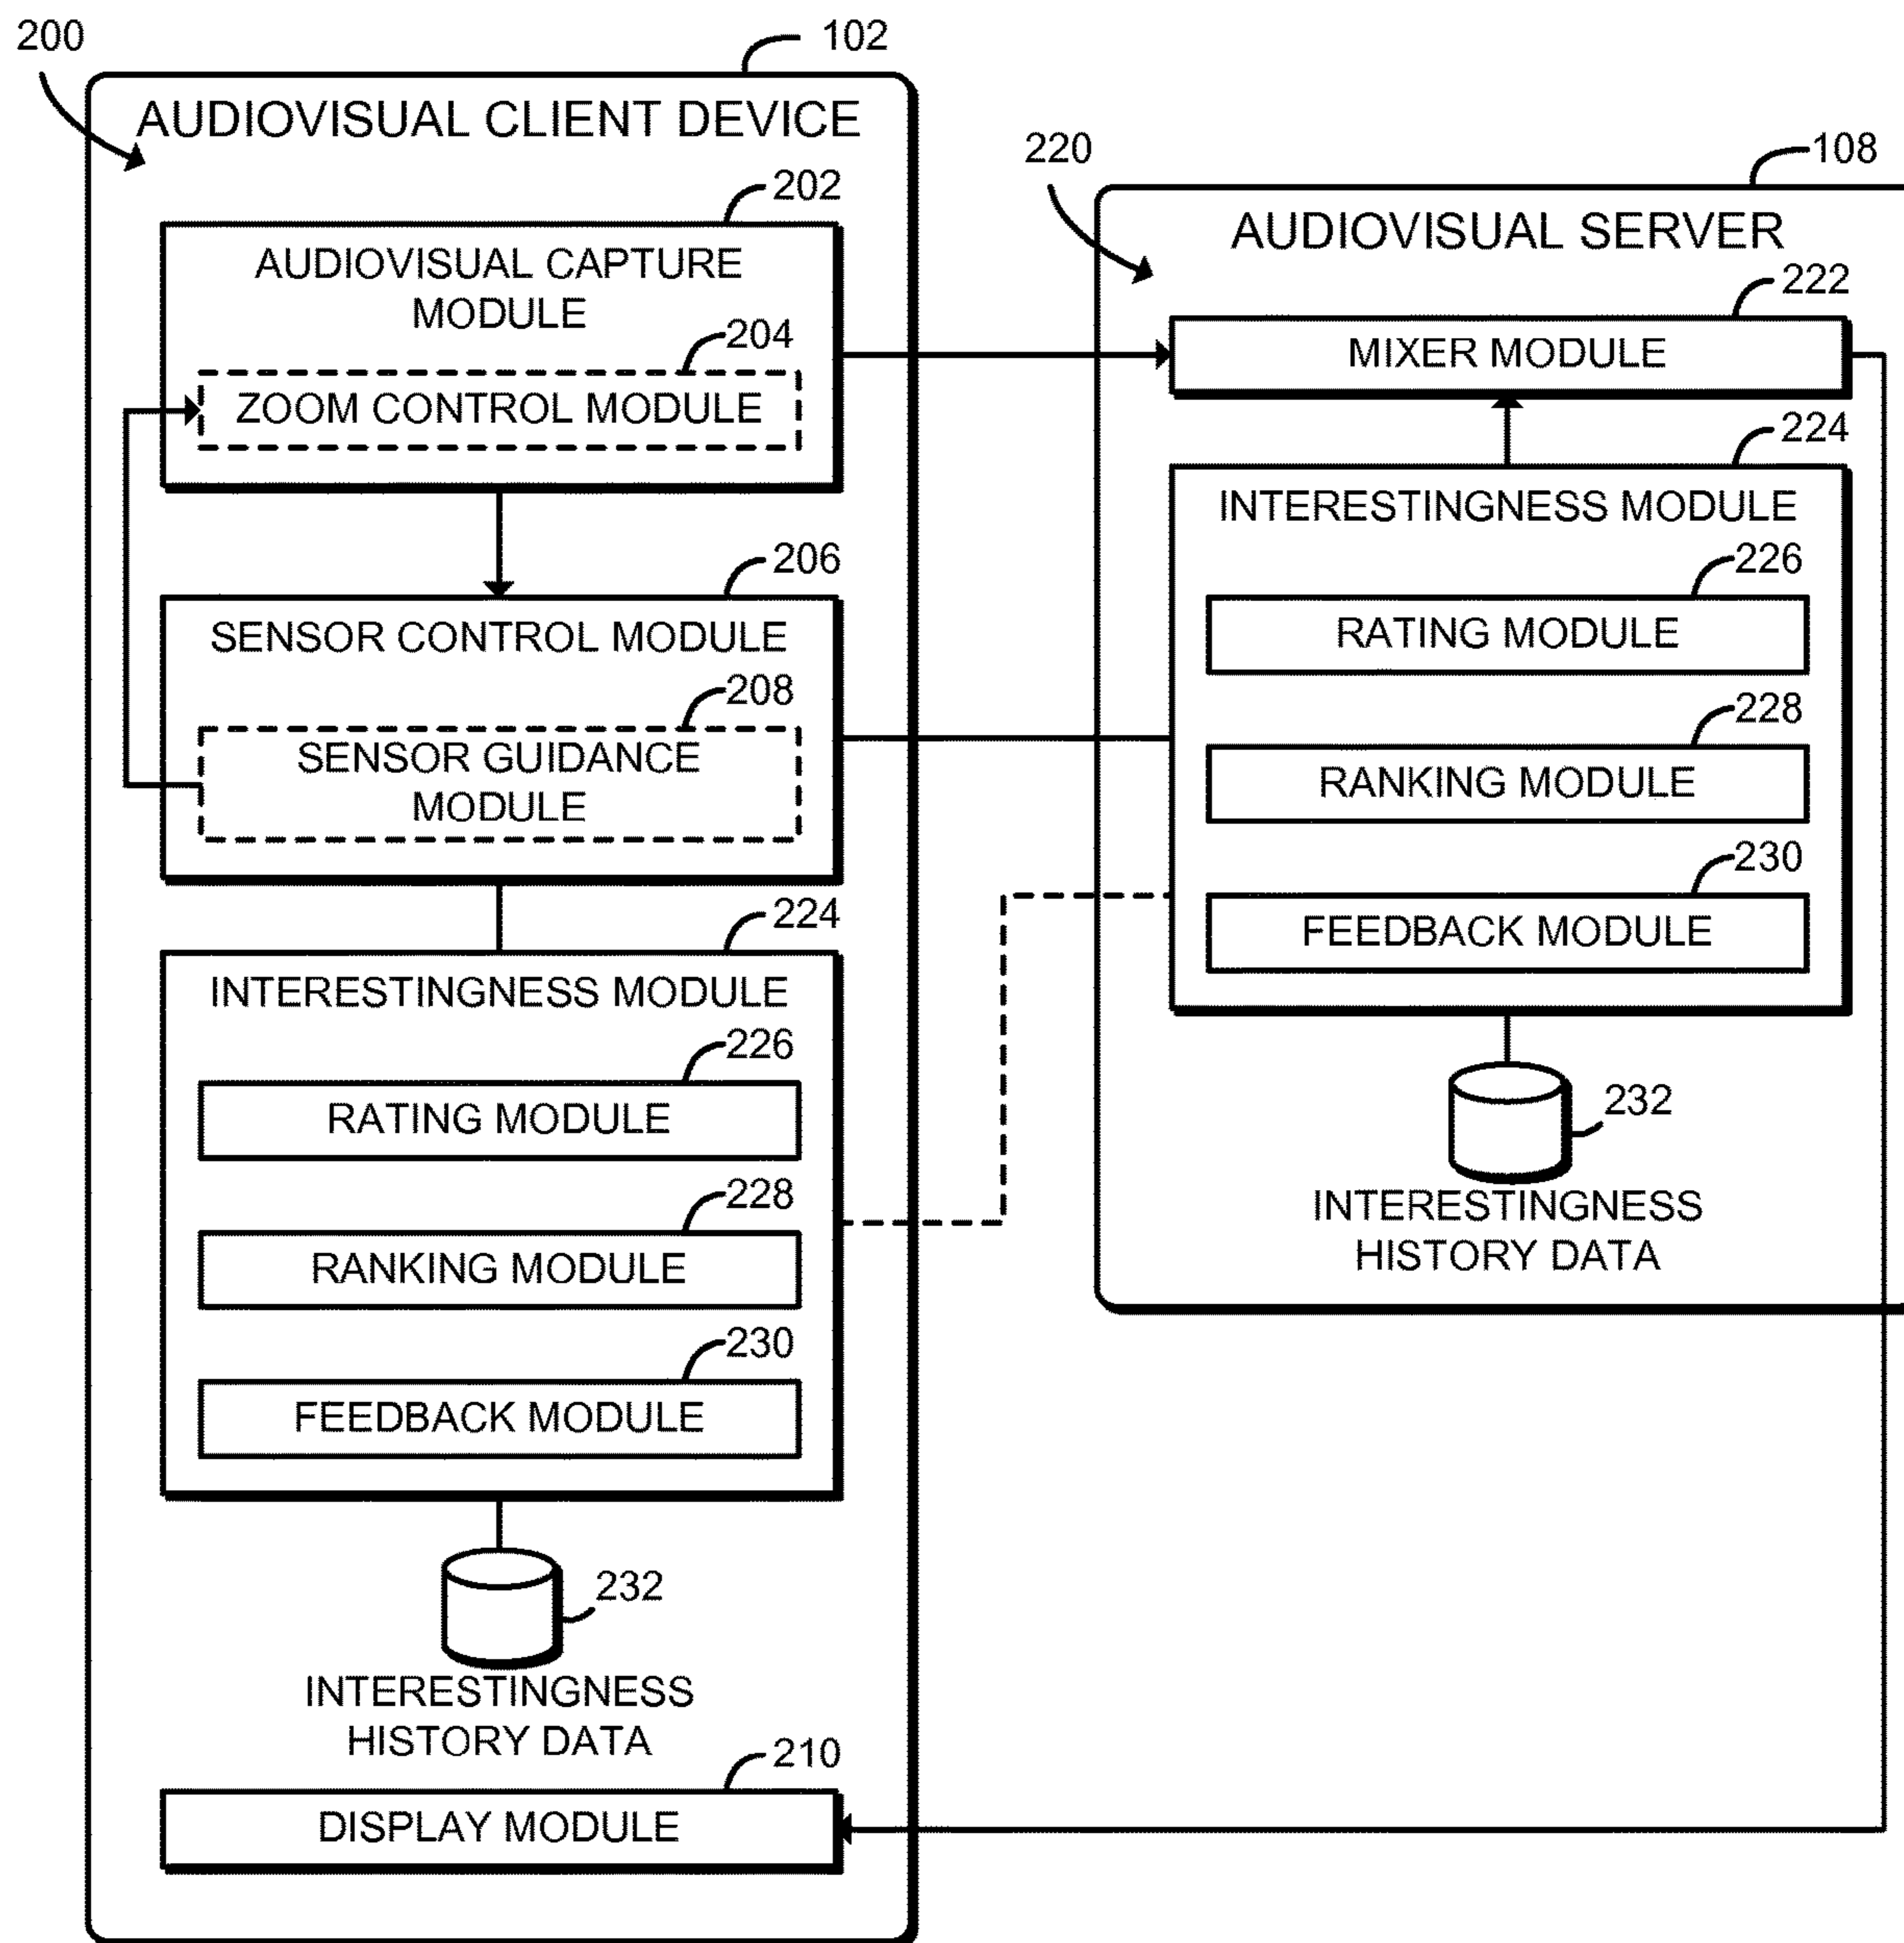 200
102
AUDIOVISUAL CLIENT DEVICE
202
AUDIOVISUAL CAPTURE
MODULE
204
ZOOM CONTROL MODULE
206
SENSOR CONTROL MODULE
208
SENSOR GUIDANCE
MODULE
224
INTERESTINGNESS MODULE
226
RATING MODULE
228
RANKING MODULE
230
FEEDBACK MODULE
232
INTERESTINGNESS
HISTORY DATA
210
DISPLAY MODULE
220
108
AUDIOVISUAL SERVER
222
MIXER MODULE
224
INTERESTINGNESS MODULE
226
RATING MODULE
228
RANKING MODULE
230
FEEDBACK MODULE
232
INTERESTINGNESS
HISTORY DATA